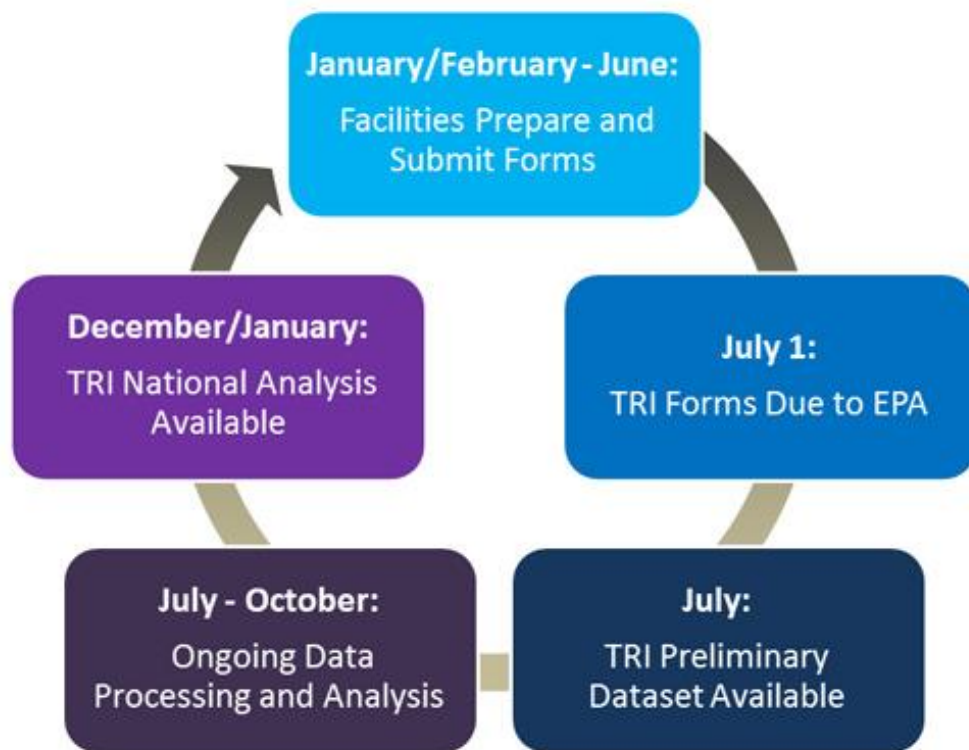 January/February - June:
Facilities Prepare and
Submit Forms
July 1:
TRI Forms Due to EPA
July:
TRI Preliminary
Dataset Available
July - October:
Ongoing Data
Processing and Analysis
December/January:
TRI National Analysis
Available